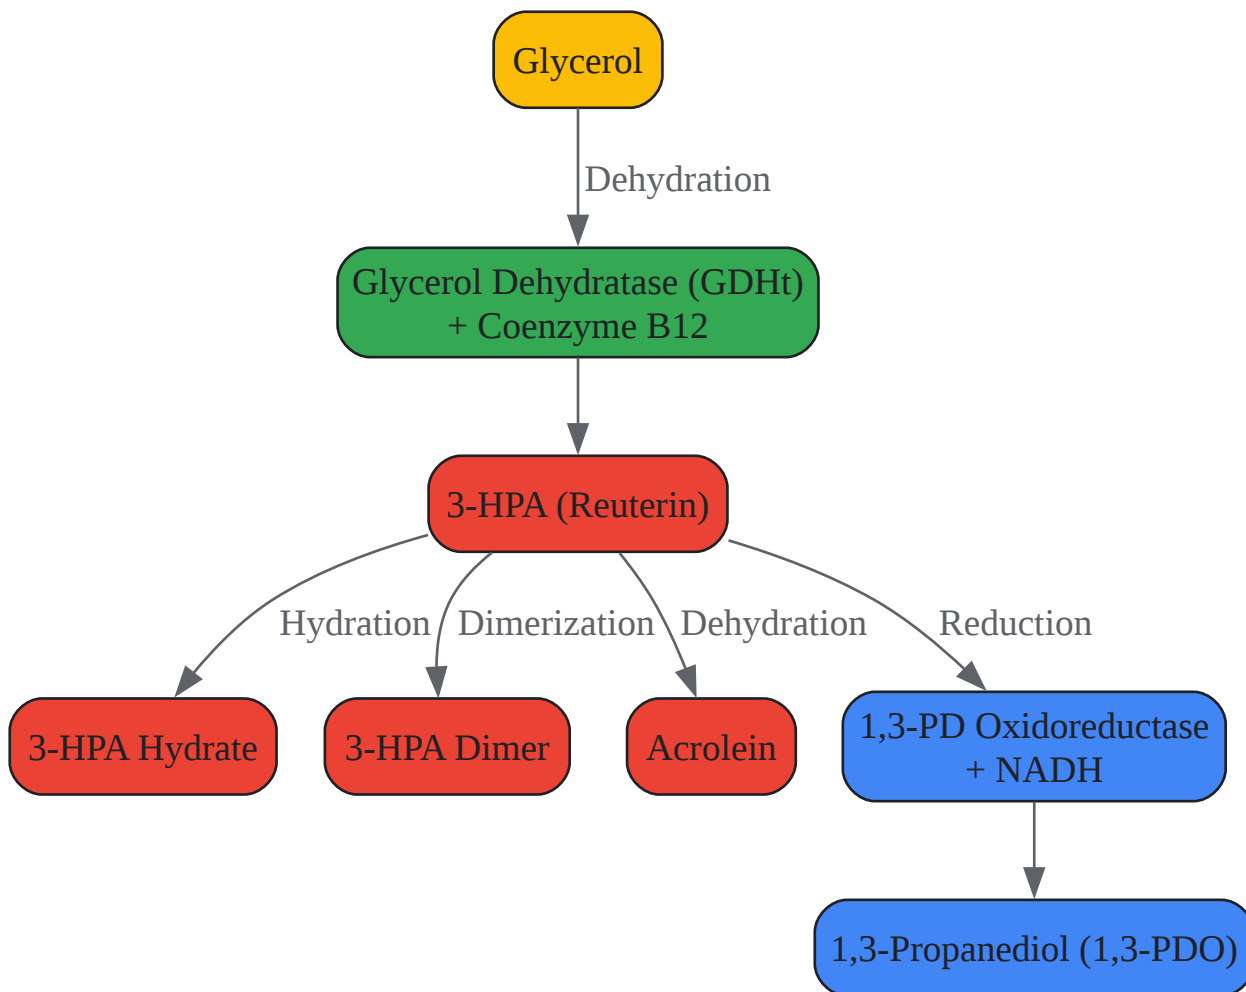 Glycerol
Dehydration
Glycerol Dehydratase (GDHt)
+ Coenzyme B12
3-HPA (Reuterin)
Hydration
Dimerization
Dehydration
Reduction
3-HPA Hydrate
3-HPA Dimer
Acrolein
1,3-PD Oxidoreductase
+ NADH
1,3-Propanediol (1,3-PDO)